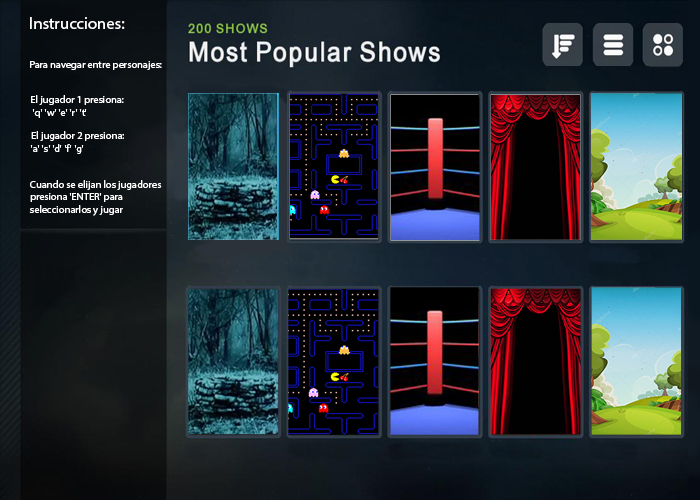 Instrucciones:
Para navegar entre personajes:
El jugador 1 presiona:
'q' 'w' 'e' 'r' 't'
El jugador 2 presiona:
'a' 's' 'd' 'f' 'g'
Cuando se elijan los jugadores
presiona 'ENTER' para
seleccionarlos y jugar
200 SHOWS
Most Popular Shows